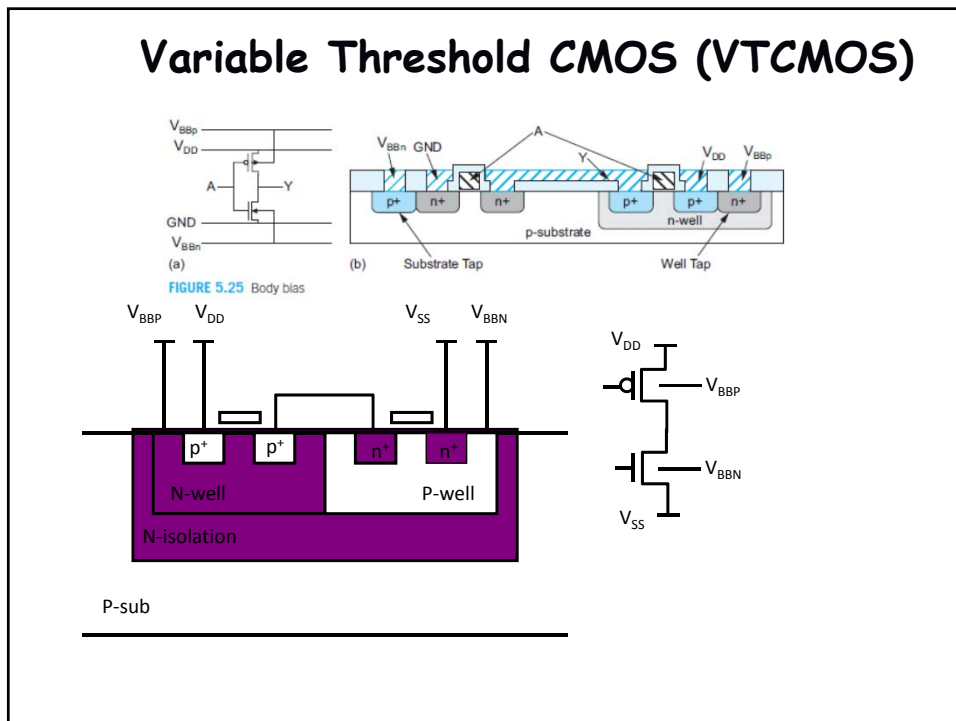 Variable Threshold CMOS (VTCMOS)
V_BBp
V_DD
A
Y
GND
V_BBn
(a)
V_BBn GND
A
Y
V_DD
V_BBp
p+ n+ n+ p+ p+ n+
n-well
p-substrate
(b) Substrate Tap Well Tap
FIGURE 5.25 Body bias
V_BBP V_DD V_SS V_BBN
p+ p+ n+ n+
N-well P-well
N-isolation
P-sub
V_DD
V_BBP
V_BBN
V_SS